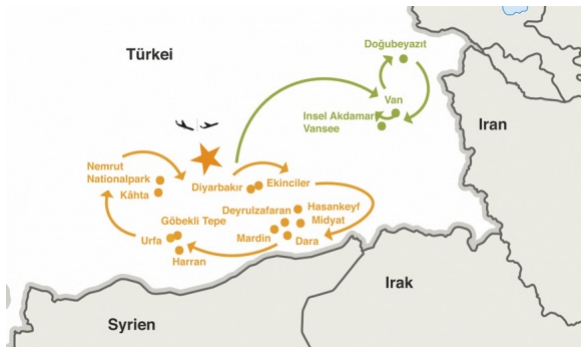 Türkei
Doğubeyazıt
Van
Insel Akdamar
Vansee
Iran
Nemrut
Nationalpark
Kâhta
Diyarbakır
Ekinciler
Deyrulzafaran
Hasankeyf
Midyat
Göbekli Tepe
Mardin
Dara
Urfa
Harran
Irak
Syrien